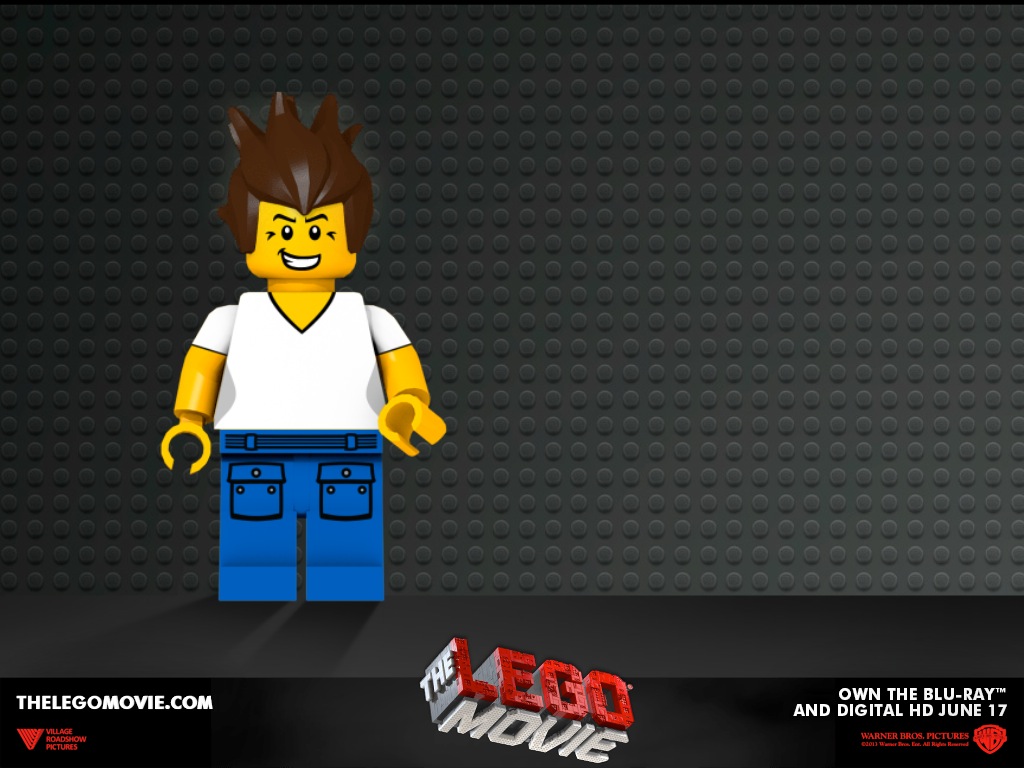 THE LEGO®
MOVIE
THELEGOMOVIE.COM
VILLAGE
ROADSHOW
PICTURES
OWN THE BLU-RAY™
AND DIGITAL HD JUNE 17
WARNER BROS. PICTURES
©2013 Warner Bros. Ent. All Rights Reserved
WB